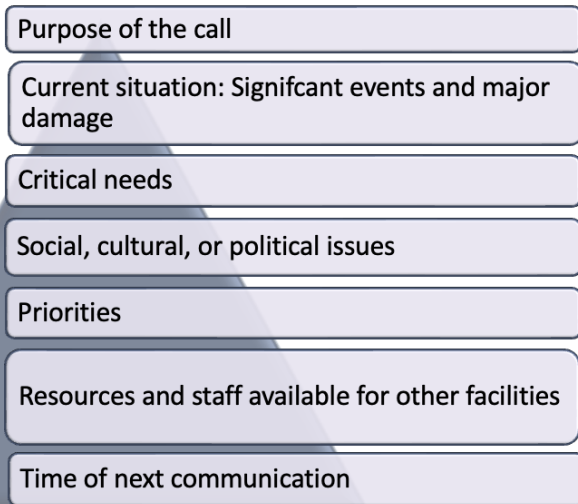 Purpose of the call
Current situation: Signifcant events and major
damage
Critical needs
Social, cultural, or political issues
Priorities
Resources and staff available for other facilities
Time of next communication